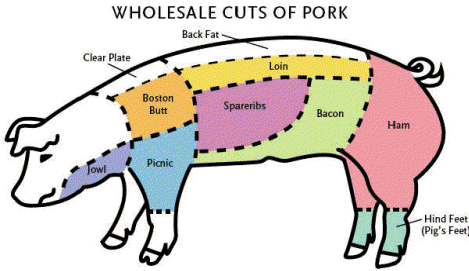 WHOLESALE CUTS OF PORK
Back Fat
Clear Plate
Loin
Boston
Butt
Spareribs
Bacon
Ham
Jowl
Picnic
Hind Feet
(Pig's Feet)